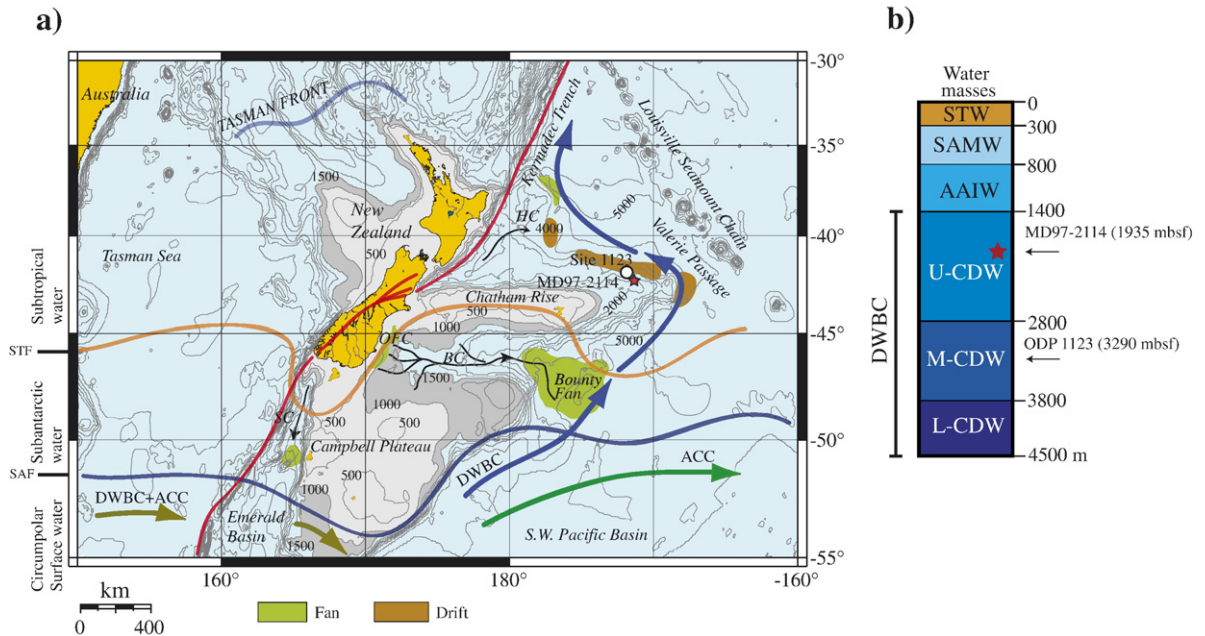 a)
b)
-30°
-35°
-40°
-45°
-50°
-55°
Australia
TASMAN FRONT
Kermadec Trench
Louisville Seamount Chain
1500
New
Zealand
500
HC
4000
5000
Valerie Passage
Tasman Sea
Site 1123
MD97-2114
2000
Chatham Rise
500
1000
5000
OFC
BC
1500
Bounty
Fan
1000
500
500
SC
Campbell Plateau
500
1000
DWBC
ACC
DWBC+ACC
Emerald
Basin
1500
S.W. Pacific Basin
Subtropical
water
STF
Subantarctic
water
SAF
Circumpolar
Surface water
160°
180°
-160°
km
0
400
Fan
Drift
Water
masses
STW
SAMW
AAIW
U-CDW
M-CDW
L-CDW
DWBC
0
300
800
1400
MD97-2114 (1935 mbsf)
2800
ODP 1123 (3290 mbsf)
3800
4500 m